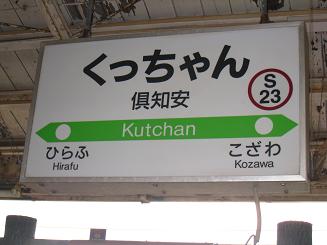 くっちゃん
倶知安
S
23
Kutchan
ひらふ
Hirafu
こざわ
Kozawa